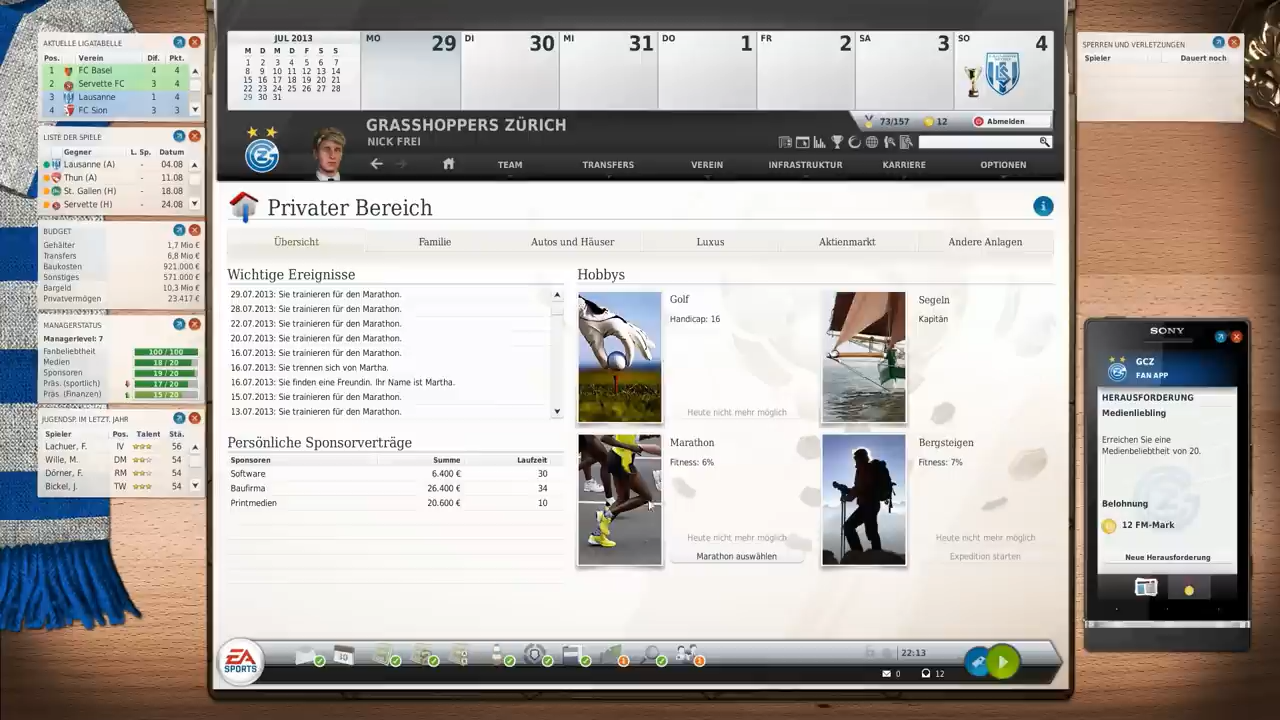 AKTUELLE LIGATABELLE
Pos. Verein Dif. Pkt.
1 FC Basel 4 4
2 Servette FC 3 4
3 Lausanne 1 4
4 FC Sion 3 3
LISTE DER SPIELE
Gegner L. Sp. Datum
Lausanne (A) - 04.08
Thun (A) - 11.08
St. Gallen (H) - 18.08
Servette (H) - 24.08
BUDGET
Gehälter 1,7 Mio €
Transfers 6,8 Mio €
Baukosten 921.000 €
Sonstiges 571.000 €
Bargeld 10,3 Mio €
Privatvermögen 23.417 €
MANAGERSTATUS
Managerlevel: 7
Fanbeliebtheit 100 / 100
Medien 18 / 20
Sponsoren 19 / 20
Präs. (sportlich) 17 / 20
Präs. (Finanzen) 15 / 20
JUGENDSP. IM LETZT. JAHR
Spieler Pos. Talent Stä.
Lachuer, F. IV 56
Wille, M. DM 54
Dörner, F. RM 54
Bickel, J. TW 54
JUL 2013
M D M D F S S
1 2 3 4 5 6 7
8 9 10 11 12 13 14
15 16 17 18 19 20 21
22 23 24 25 26 27 28
29 30 31
MO 29
DI 30
MI 31
DO 1
FR 2
SA 3
SO 4
GRASSHOPPERS ZÜRICH
NICK FREI
73/157 12 Abmelden
TEAM TRANSFERS VEREIN INFRASTRUKTUR KARRIERE OPTIONEN
Privater Bereich
Übersicht Familie Autos und Häuser Luxus Aktienmarkt Andere Anlagen
Wichtige Ereignisse
29.07.2013: Sie trainieren für den Marathon.
28.07.2013: Sie trainieren für den Marathon.
22.07.2013: Sie trainieren für den Marathon.
20.07.2013: Sie trainieren für den Marathon.
16.07.2013: Sie trainieren für den Marathon.
16.07.2013: Sie trennen sich von Martha.
16.07.2013: Sie finden eine Freundin. Ihr Name ist Martha.
15.07.2013: Sie trainieren für den Marathon.
13.07.2013: Sie trainieren für den Marathon.
Persönliche Sponsorverträge
Sponsoren Summe Laufzeit
Software 6.400 € 30
Baufirma 26.400 € 34
Printmedien 20.600 € 10
Hobbys
Golf
Handicap: 16
Heute nicht mehr möglich
Segeln
Kapitän
Marathon
Fitness: 6%
Heute nicht mehr möglich
Marathon auswählen
Bergsteigen
Fitness: 7%
Heute nicht mehr möglich
Expedition starten
EA
SPORTS
30
22:13
0 12
SPERREN UND VERLETZUNGEN
Spieler Dauert noch
SONY
GCZ
FAN APP
HERAUSFORDERUNG
Medienliebling
Erreichen Sie eine
Medienbeliebtheit von 20.
Belohnung
12 FM-Mark
Neue Herausforderung